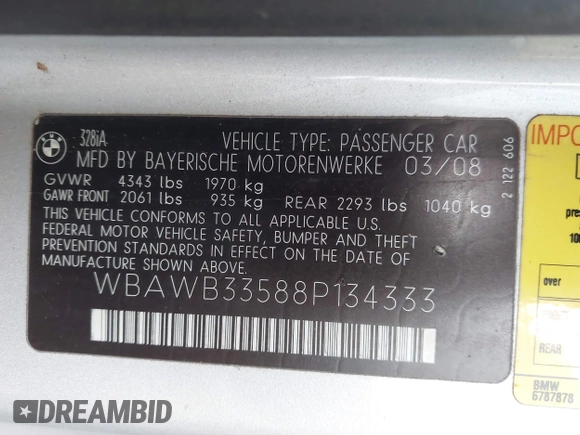 BMW
328iA
VEHICLE TYPE: PASSENGER CAR
MFD BY BAYERISCHE MOTORENWERKE 03/08
GVWR 4343 lbs 1970 kg
GAWR FRONT 2061 lbs 935 kg REAR 2293 lbs 1040 kg
THIS VEHICLE CONFORMS TO ALL APPLICABLE U.S.
FEDERAL MOTOR VEHICLE SAFETY, BUMPER AND THEFT
PREVENTION STANDARDS IN EFFECT ON THE DATE
OF MANUFACTURE SHOWN ABOVE.
WBAWB33588P134333
2 122 606
IMPO
pres
100
over
REAR
BMW
6787878
DREAMBID